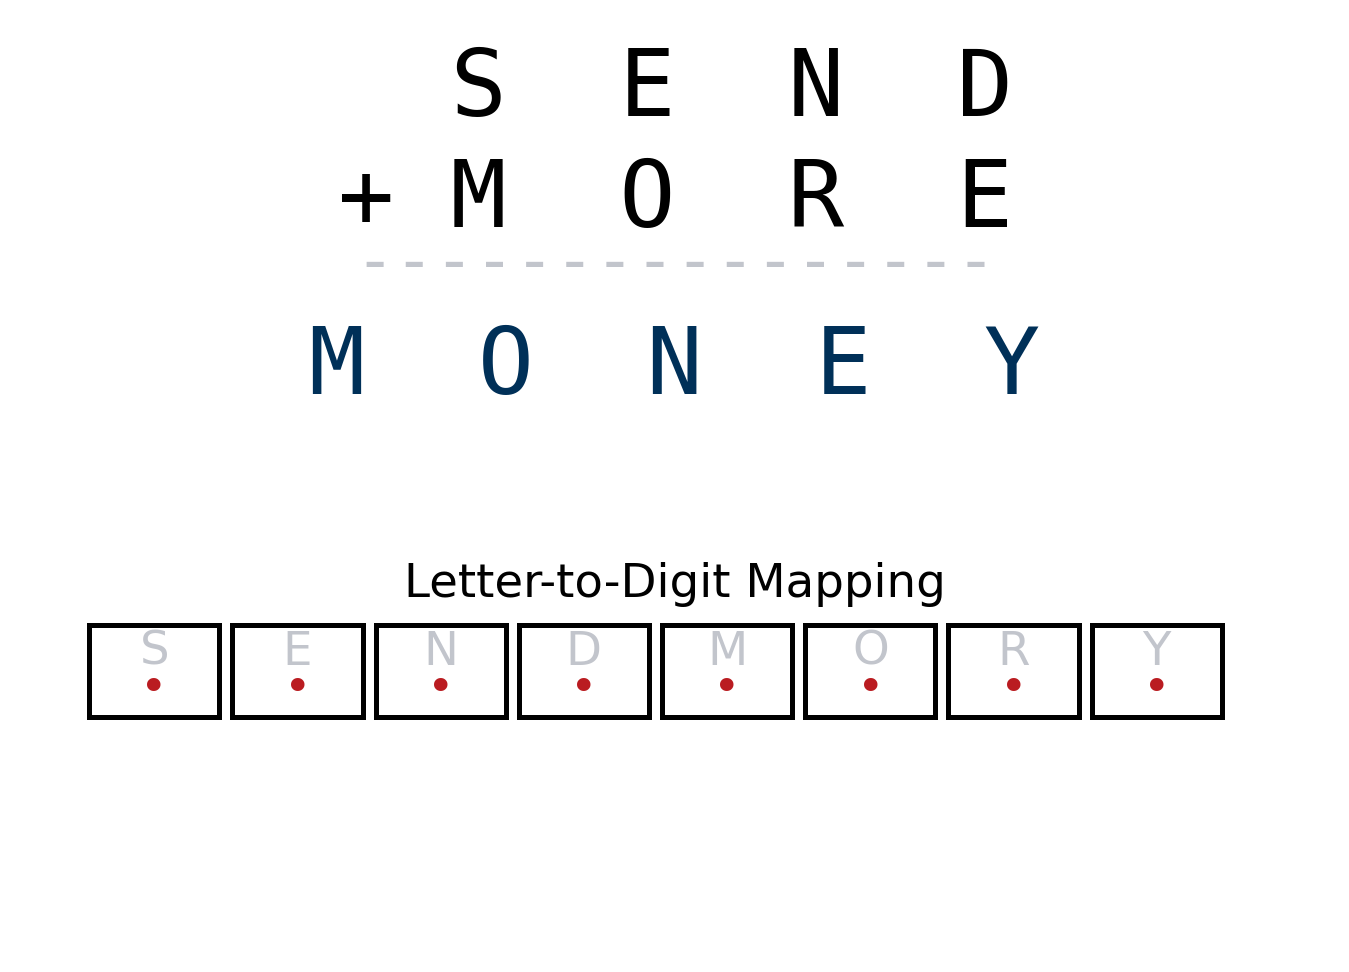 S E N D
+ M O R E
----------------
M O N E Y
Letter-to-Digit Mapping
S E N D M O R Y